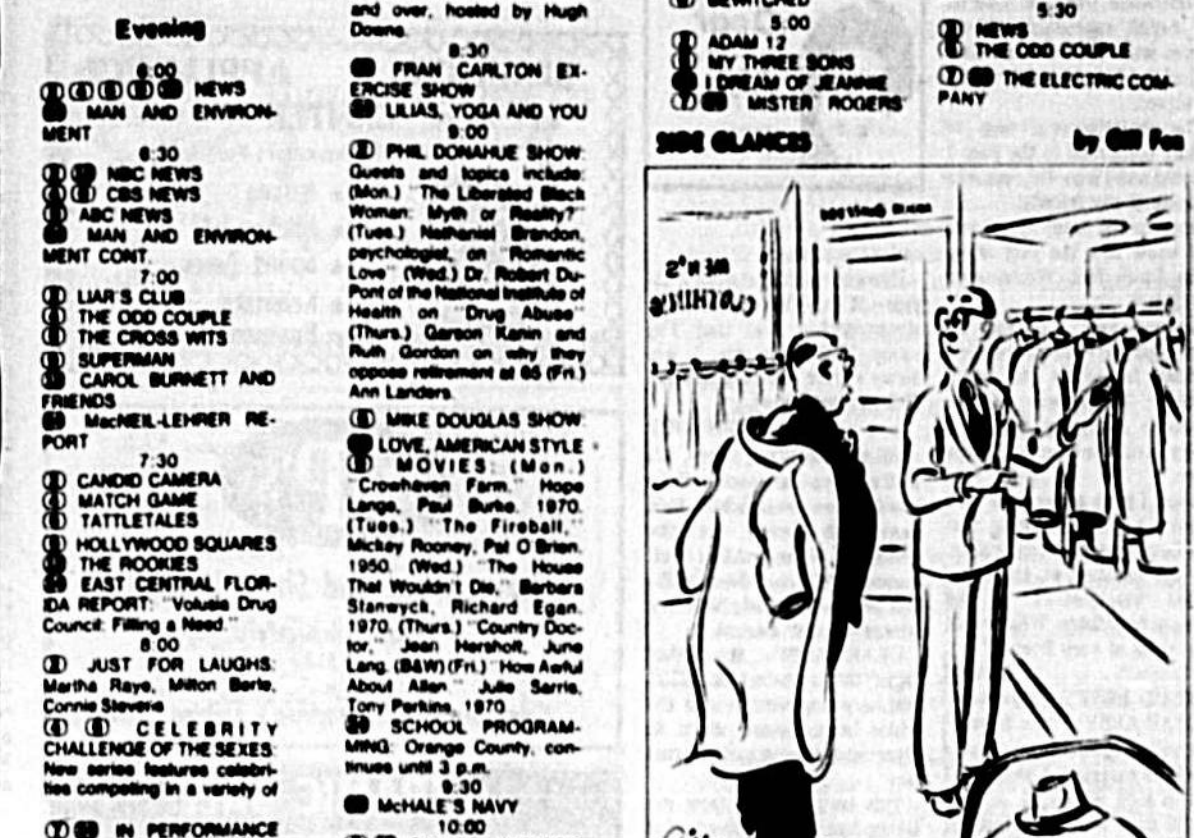 Evening
6:00
NEWS
MAN AND ENVIRON-
MENT
6:30
NBC NEWS
CBS NEWS
ABC NEWS
MAN AND ENVIRON-
MENT CONT.
7:00
LIAR'S CLUB
THE ODD COUPLE
THE CROSS WITS
SUPERMAN
CAROL BURNETT AND
FRIENDS
MacNEIL-LEHRER RE-
PORT
7:30
CANDID CAMERA
MATCH GAME
TATTLETALES
HOLLYWOOD SQUARES
THE ROOKIES
EAST CENTRAL FLOR-
IDA REPORT: "Volusia Drug
Council: Filling a Need."
8:00
JUST FOR LAUGHS:
Martha Raye, Milton Berle,
Connie Stevens
CELEBRITY
CHALLENGE OF THE SEXES:
New series features celebri-
ties competing in a variety of
IN PERFORMANCE
and over, hosted by Hugh
Downs.
8:30
FRAN CARLTON EX-
ERCISE SHOW
LILIAS, YOGA AND YOU
9:00
PHIL DONAHUE SHOW:
Guests and topics include:
(Mon.) The Liberated Black
Woman: Myth or Reality?"
(Tues.) Nathaniel Brandon,
psychologist, on "Romantic
Love" (Wed.) Dr. Robert Du-
Pont of the National Institute of
Health on "Drug Abuse"
(Thurs.) Garson Kanin and
Ruth Gordon on why they
oppose retirement at 65 (Fri.)
Ann Landers.
MIKE DOUGLAS SHOW:
LOVE, AMERICAN STYLE
MOVIES: (Mon.)
"Crowhaven Farm," Hope
Lange, Paul Burke. 1970.
(Tues.) "The Fireball,"
Mickey Rooney, Pat O'Brien.
1950. (Wed.) "The House
That Wouldn't Die," Barbara
Stanwyck, Richard Egan.
1970. (Thurs.) "Country Doc-
tor," Jean Hersholt, June
Lang. (B&W) (Fri.) "How Awful
About Allen." Julie Sarris,
Tony Perkins, 1970
SCHOOL PROGRAM-
MING: Orange County, con-
tinues until 3 p.m.
9:30
McHALE'S NAVY
10:00
BEWITCHED
5:00
ADAM 12
MY THREE SONS
I DREAM OF JEANNIE
MISTER ROGERS'
5:30
NEWS
THE ODD COUPLE
THE ELECTRIC COM-
PANY
SIDE GLANCES
by Gill Fox